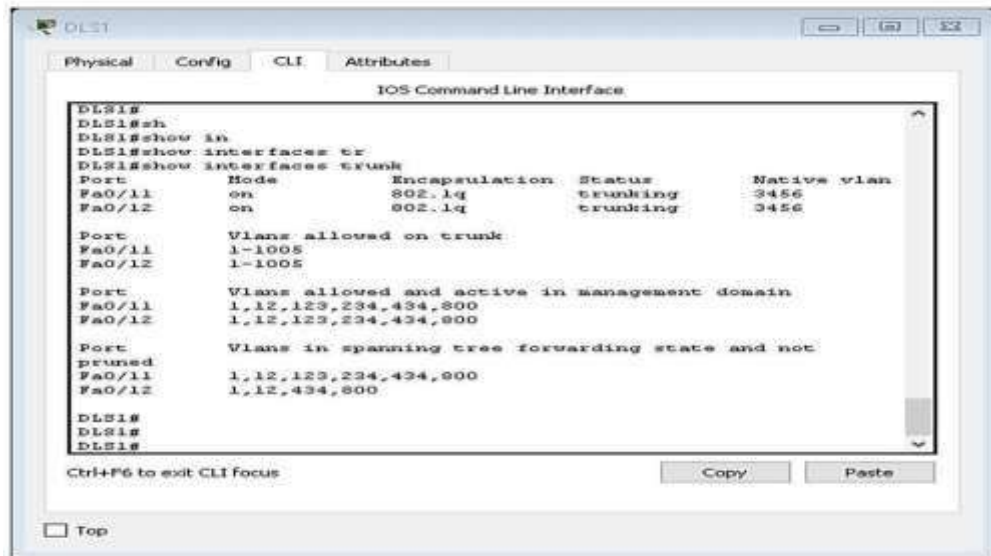 DLS1
Physical Config CLI Attributes
IOS Command Line Interface
DLS1#
DLS1#sh
DLS1#show in
DLS1#show interfaces tr
DLS1#show interfaces trunk
Port Mode Encapsulation Status Native vlan
Fa0/11 on 802.1q trunking 3456
Fa0/12 on 802.1q trunking 3456
Port Vlans allowed on trunk
Fa0/11 1-1005
Fa0/12 1-1005
Port Vlans allowed and active in management domain
Fa0/11 1,12,123,234,434,800
Fa0/12 1,12,123,234,434,800
Port Vlans in spanning tree forwarding state and not
pruned
Fa0/11 1,12,123,234,434,800
Fa0/12 1,12,434,800
DLS1#
DLS1#
DLS1#
Ctrl+F6 to exit CLI focus
Copy Paste
Top